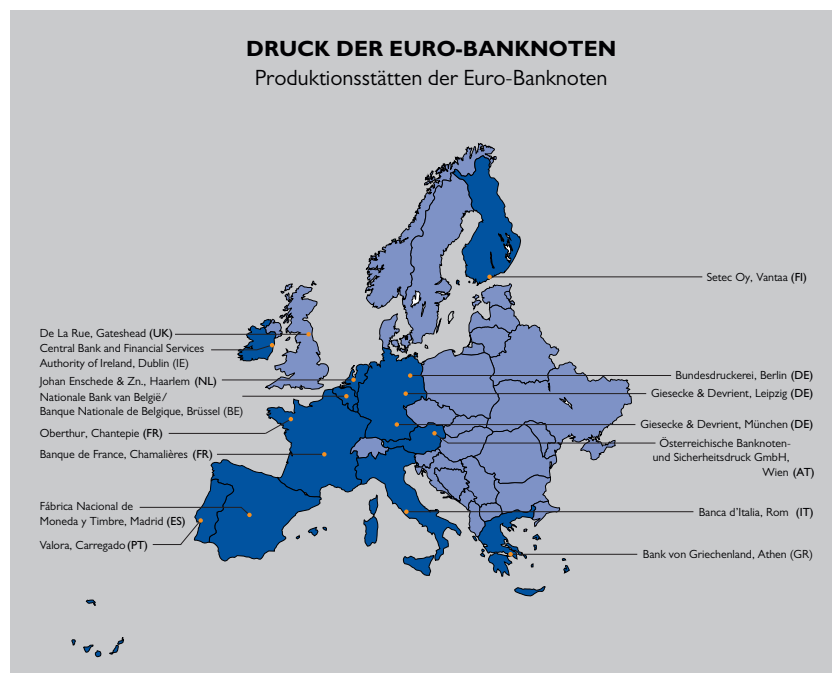 DRUCK DER EURO-BANKNOTEN
Produktionsstätten der Euro-Banknoten
Setec Oy, Vantaa (FI)
De La Rue, Gateshead (UK)
Central Bank and Financial Services
Authority of Ireland, Dublin (IE)
Johan Enschede & Zn., Haarlem (NL)
Nationale Bank van België/
Banque Nationale de Belgique, Brüssel (BE)
Oberthur, Chantepie (FR)
Banque de France, Chamalières (FR)
Fábrica Nacional de
Moneda y Timbre, Madrid (ES)
Valora, Carregado (PT)
Bundesdruckerei, Berlin (DE)
Giesecke & Devrient, Leipzig (DE)
Giesecke & Devrient, München (DE)
Österreichische Banknoten-
und Sicherheitsdruck GmbH,
Wien (AT)
Banca d'Italia, Rom (IT)
Bank von Griechenland, Athen (GR)